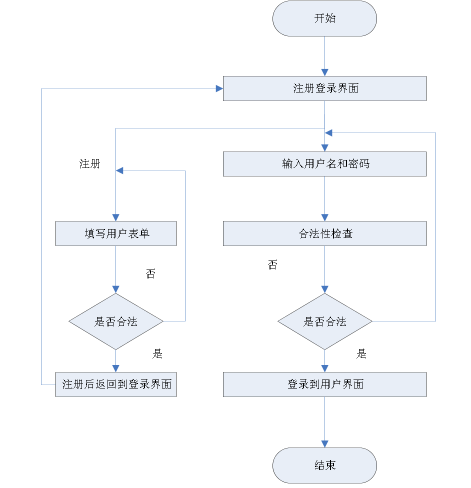 开始
注册登录界面
注册
输入用户名和密码
填写用户表单
合法性检查
否
否
是否合法
是否合法
是
是
注册后返回到登录界面
登录到用户界面
结束